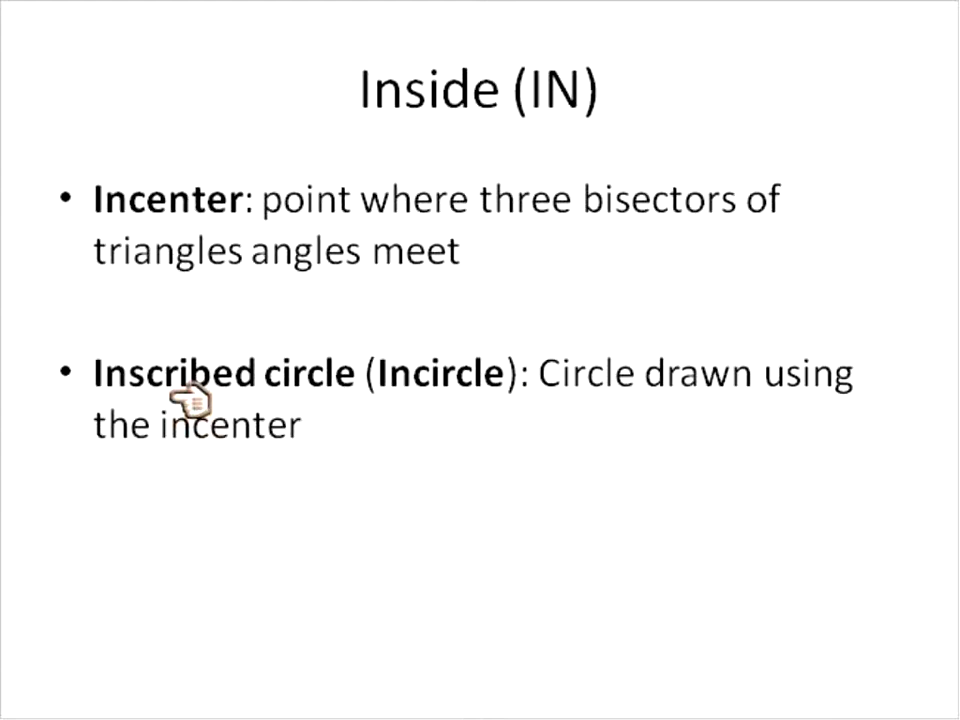 Inside (IN)
• Incenter: point where three bisectors of
triangles angles meet
• Inscribed circle (Incircle): Circle drawn using
the incenter